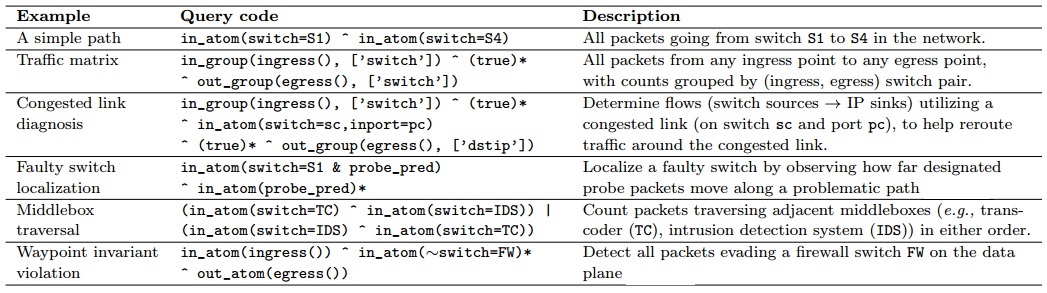 Example Query code Description
A simple path in_atom(switch=S1) ^ in_atom(switch=S4) All packets going from switch S1 to S4 in the network.
Traffic matrix in_group(ingress(), ['switch']) ^ (true)* All packets from any ingress point to any egress point,
^ out_group(egress(), ['switch']) with counts grouped by (ingress, egress) switch pair.
Congested link in_group(ingress(), ['switch']) ^ (true)* Determine flows (switch sources → IP sinks) utilizing a
diagnosis ^ in_atom(switch=sc,inport=pc) congested link (on switch sc and port pc), to help reroute
^ (true)* ^ out_group(egress(), ['dstip']) traffic around the congested link.
Faulty switch in_atom(switch=S1 & probe_pred) Localize a faulty switch by observing how far designated
localization ^ in_atom(probe_pred)* probe packets move along a problematic path
Middlebox (in_atom(switch=TC) ^ in_atom(switch=IDS)) | Count packets traversing adjacent middleboxes (e.g., trans-
traversal (in_atom(switch=IDS) ^ in_atom(switch=TC)) coder (TC), intrusion detection system (IDS)) in either order.
Waypoint invariant in_atom(ingress()) ^ in_atom(∼switch=FW)* Detect all packets evading a firewall switch FW on the data
violation ^ out_atom(egress()) plane